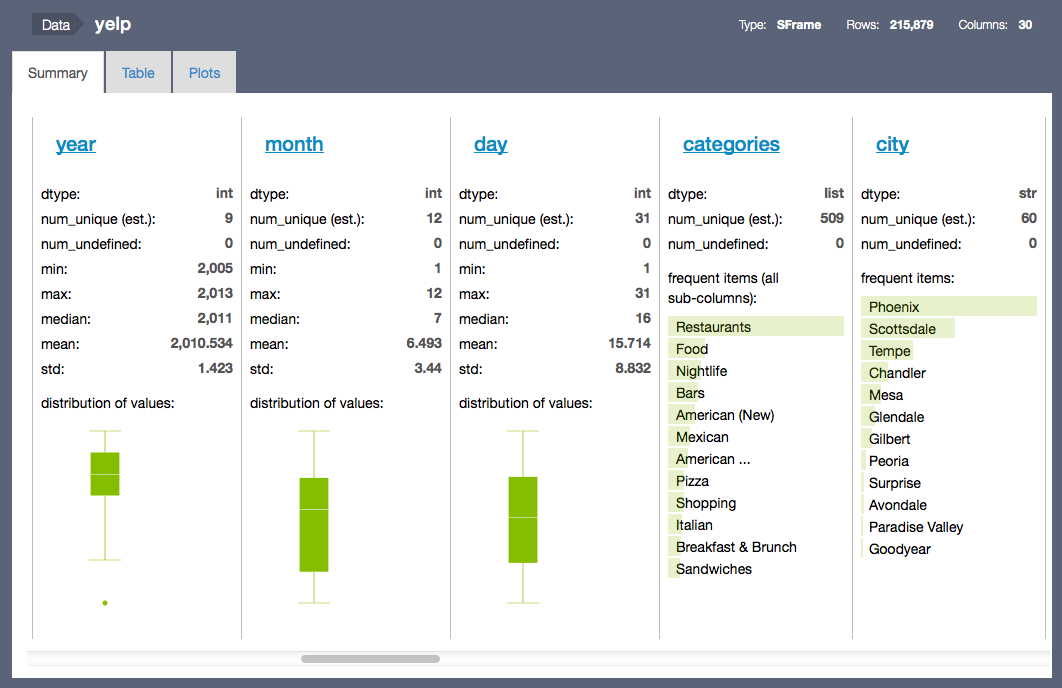 Data yelp Type: SFrame Rows: 215,879 Columns: 30
Summary Table Plots
year
dtype: int
num_unique (est.): 9
num_undefined: 0
min: 2,005
max: 2,013
median: 2,011
mean: 2,010.534
std: 1.423
distribution of values:
month
dtype: int
num_unique (est.): 12
num_undefined: 0
min: 1
max: 12
median: 7
mean: 6.493
std: 3.44
distribution of values:
day
dtype: int
num_unique (est.): 31
num_undefined: 0
min: 1
max: 31
median: 16
mean: 15.714
std: 8.832
distribution of values:
categories
dtype: list
num_unique (est.): 509
num_undefined: 0
frequent items (all
sub-columns):
Restaurants
Food
Nightlife
Bars
American (New)
Mexican
American ...
Pizza
Shopping
Italian
Breakfast & Brunch
Sandwiches
city
dtype: str
num_unique (est.): 60
num_undefined: 0
frequent items:
Phoenix
Scottsdale
Tempe
Chandler
Mesa
Glendale
Gilbert
Peoria
Surprise
Avondale
Paradise Valley
Goodyear